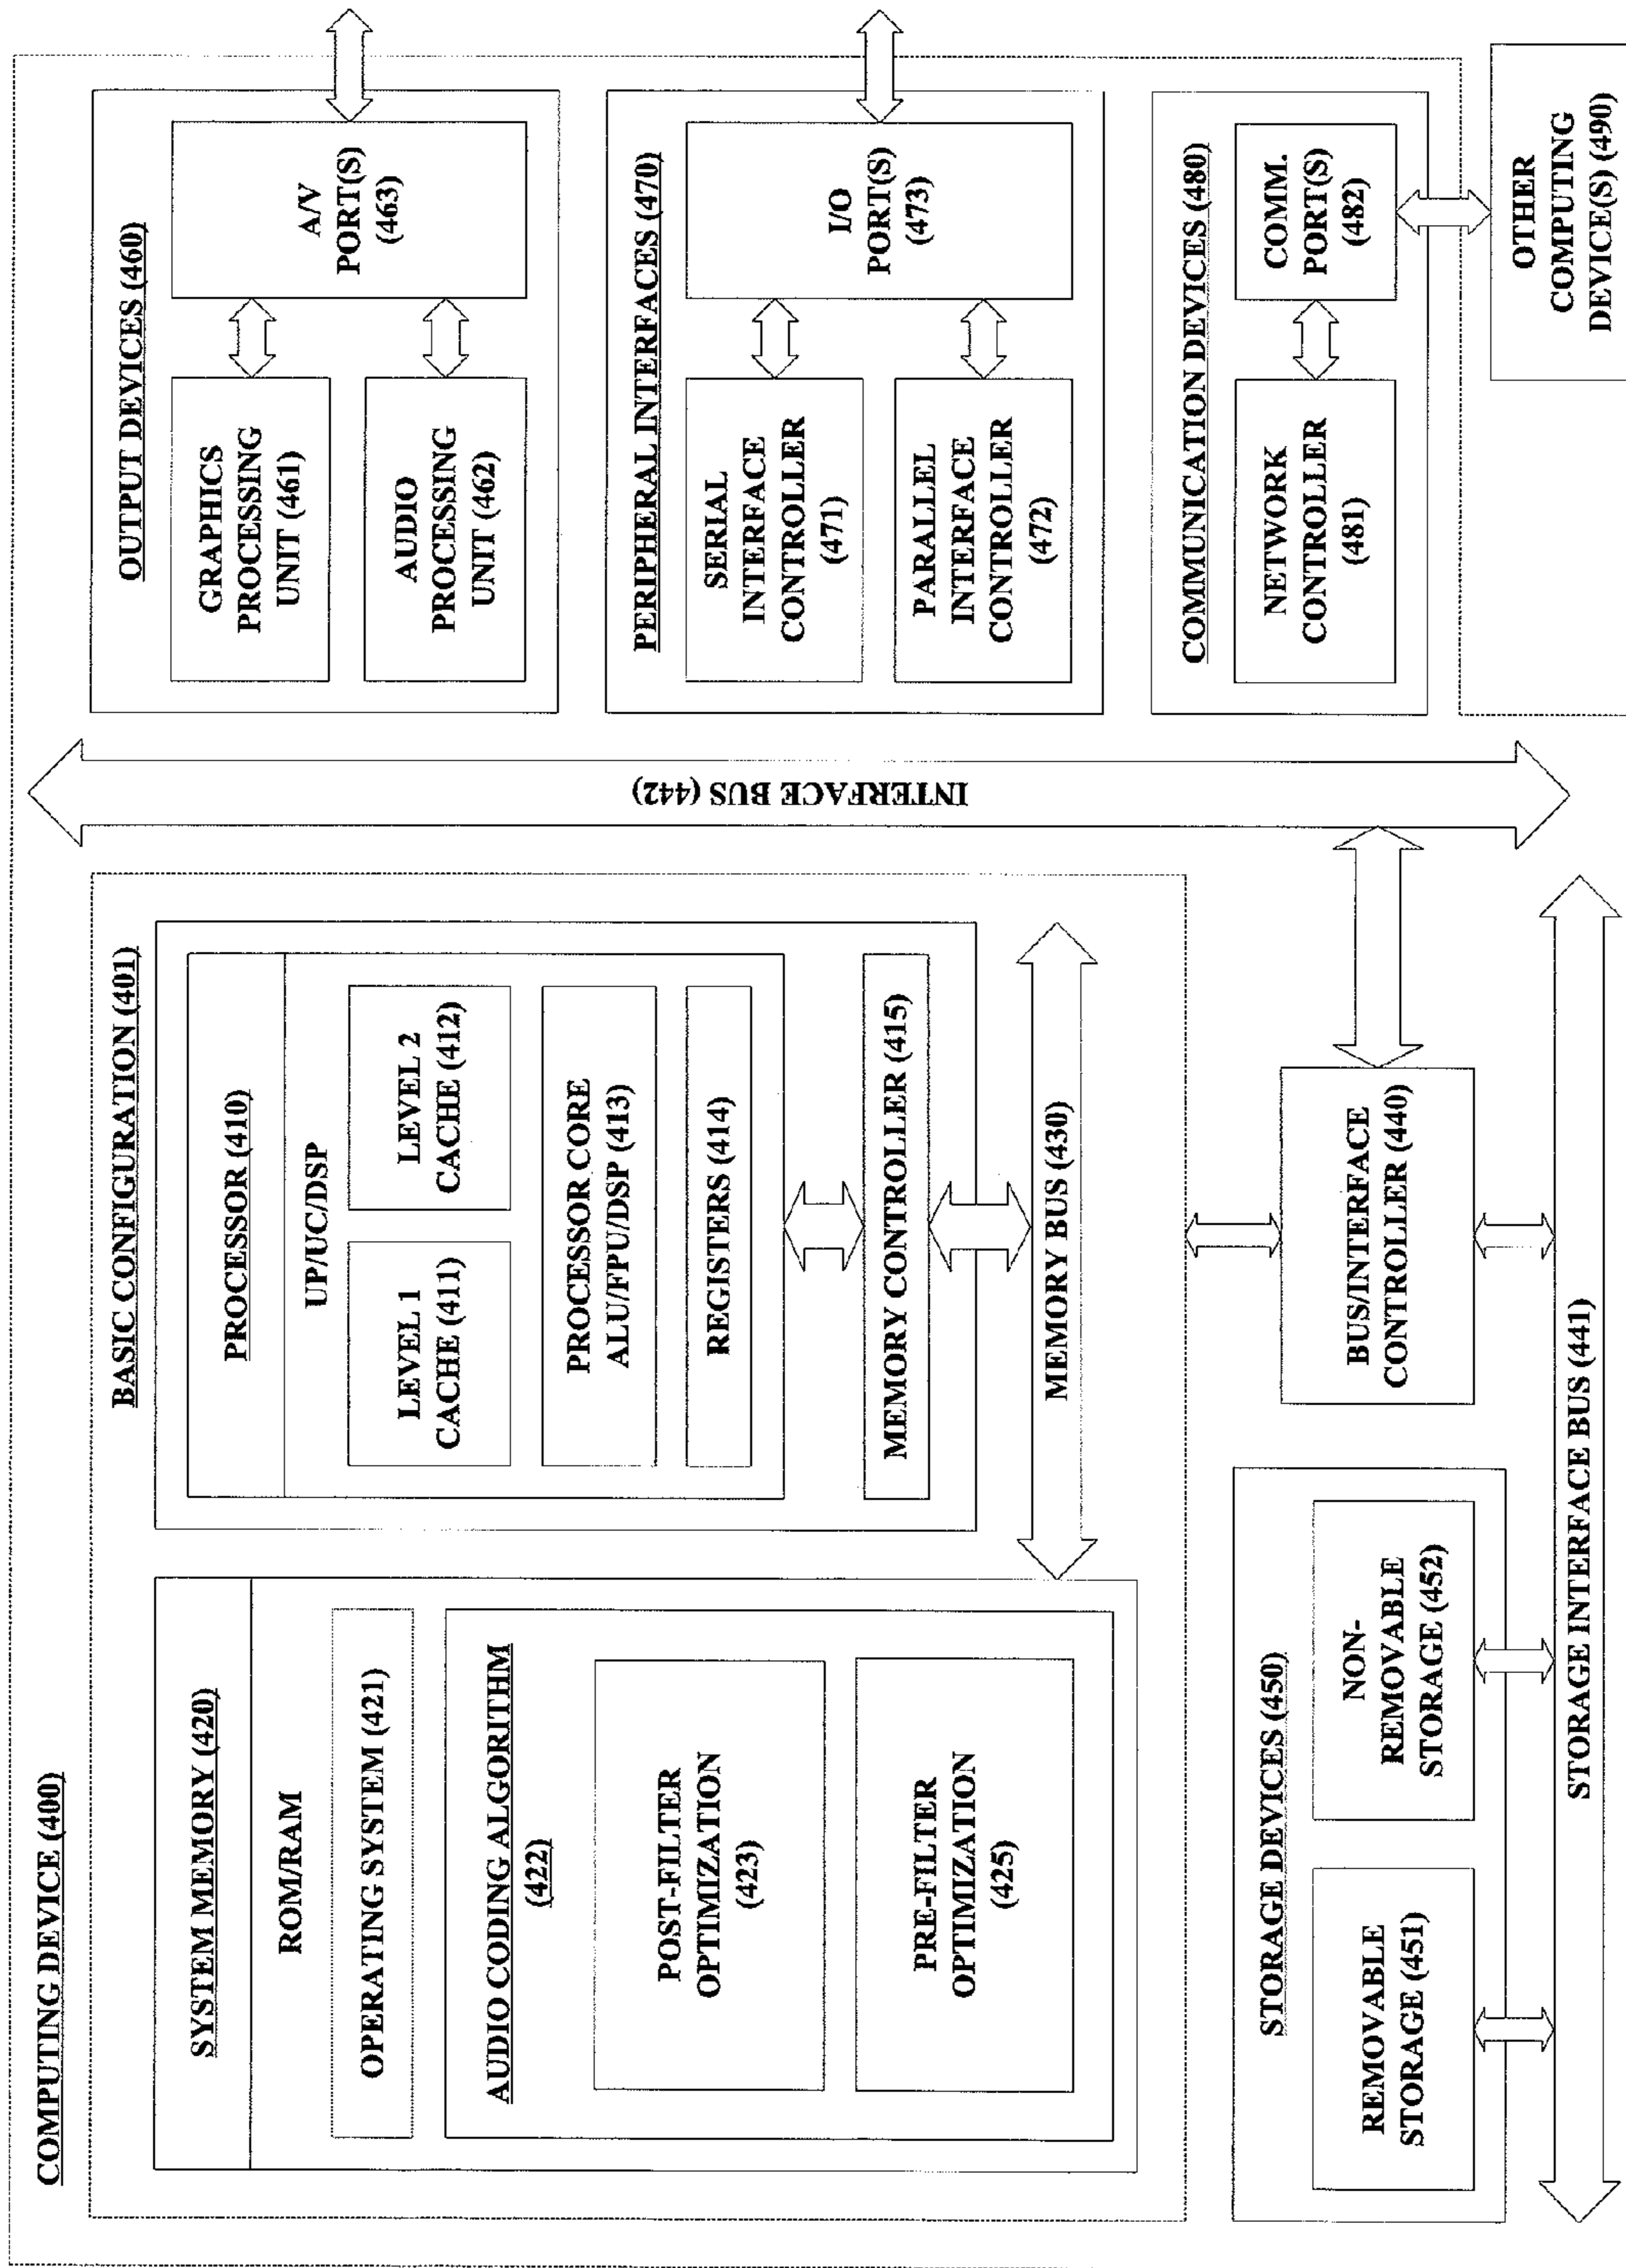 COMPUTING DEVICE (400)
BASIC CONFIGURATION (401)
SYSTEM MEMORY (420)
ROM/RAM
OPERATING SYSTEM (421)
AUDIO CODING ALGORITHM
(422)
POST-FILTER
OPTIMIZATION
(423)
PRE-FILTER
OPTIMIZATION
(425)
PROCESSOR (410)
UP/UC/DSP
LEVEL 1
CACHE (411)
LEVEL 2
CACHE (412)
PROCESSOR CORE
ALU/FPU/DSP (413)
REGISTERS (414)
MEMORY CONTROLLER (415)
MEMORY BUS (430)
BUS/INTERFACE
CONTROLLER (440)
STORAGE DEVICES (450)
REMOVABLE
STORAGE (451)
NON-
REMOVABLE
STORAGE (452)
STORAGE INTERFACE BUS (441)
INTERFACE BUS (442)
OUTPUT DEVICES (460)
GRAPHICS
PROCESSING
UNIT (461)
AUDIO
PROCESSING
UNIT (462)
A/V
PORT(S)
(463)
PERIPHERAL INTERFACES (470)
SERIAL
INTERFACE
CONTROLLER
(471)
PARALLEL
INTERFACE
CONTROLLER
(472)
I/O
PORT(S)
(473)
COMMUNICATION DEVICES (480)
NETWORK
CONTROLLER
(481)
COMM.
PORT(S)
(482)
OTHER
COMPUTING
DEVICE(S) (490)